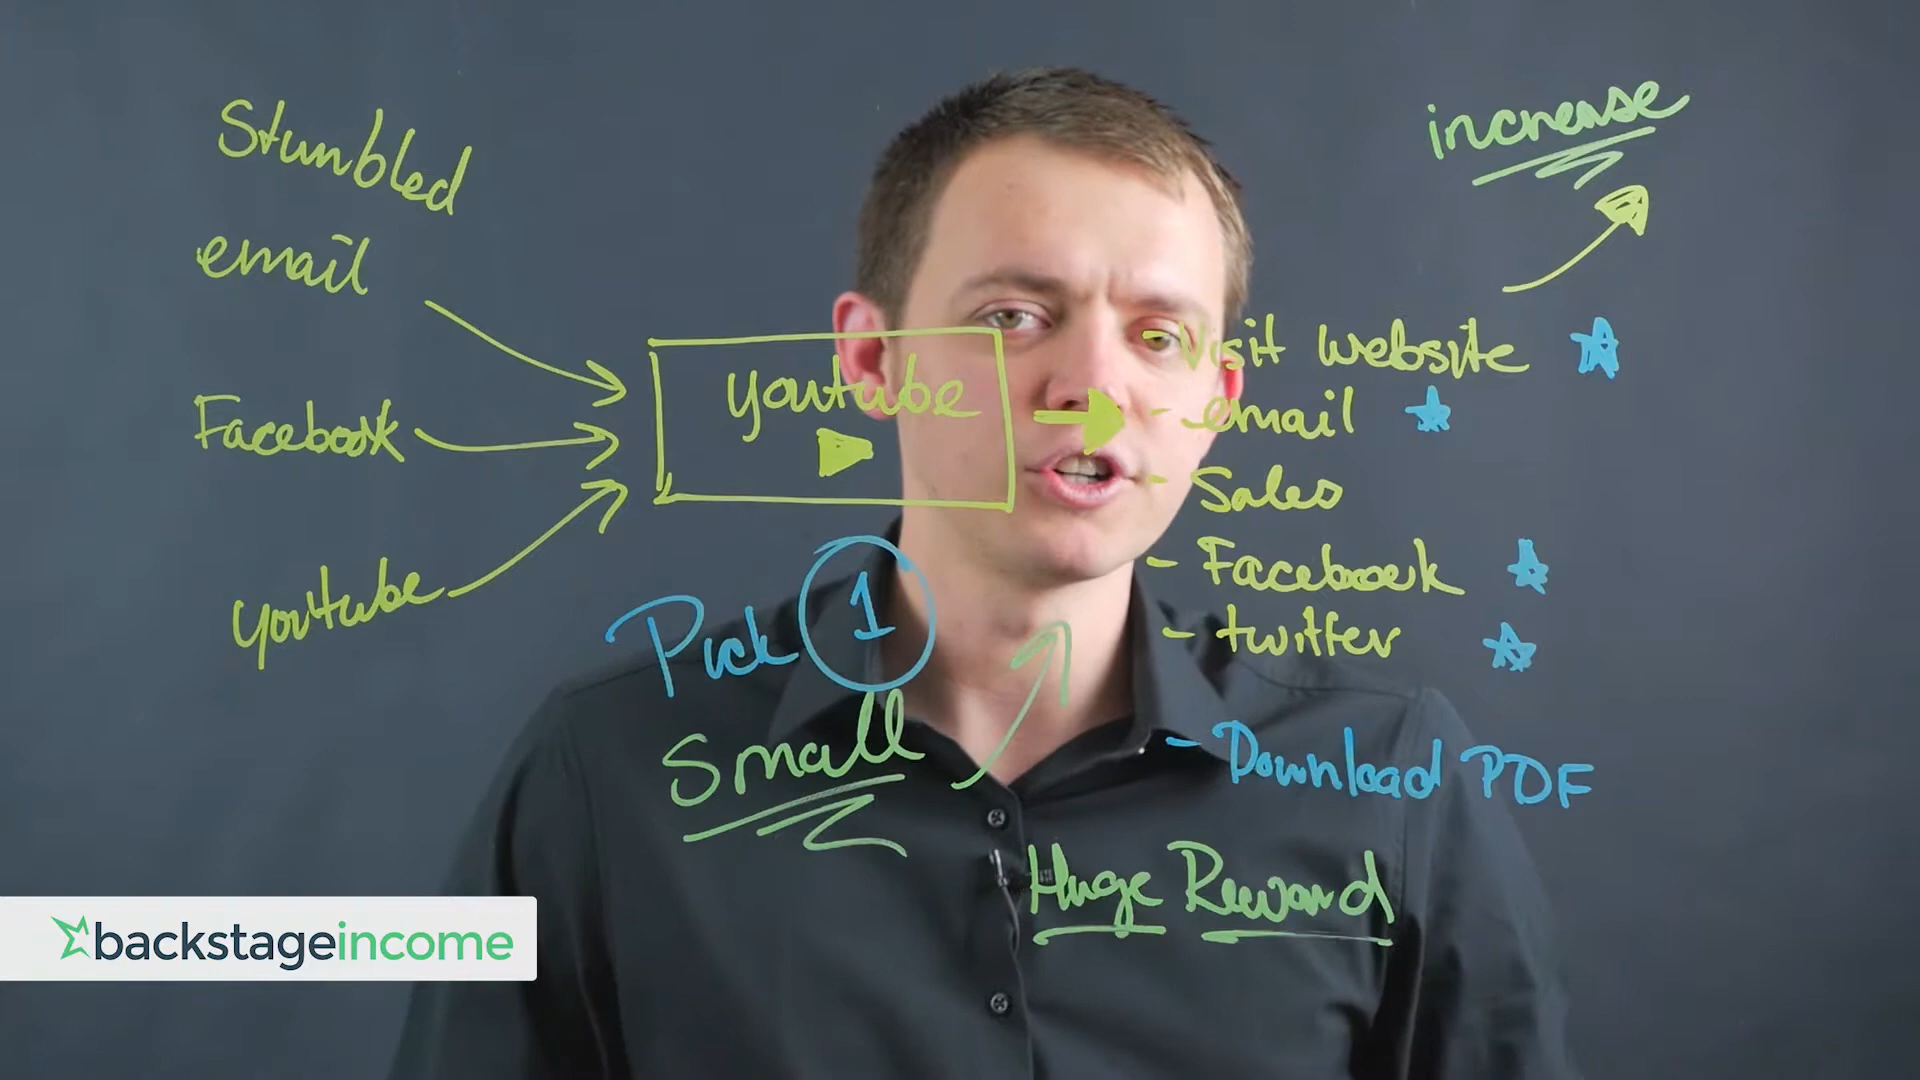 Stumbled
email
Facebook
youtube
youtube
increase
- Visit website
- email
- Sales
- Facebook
- twitter
- Download PDF
Pick 1
Small
Huge Reward
backstageincome